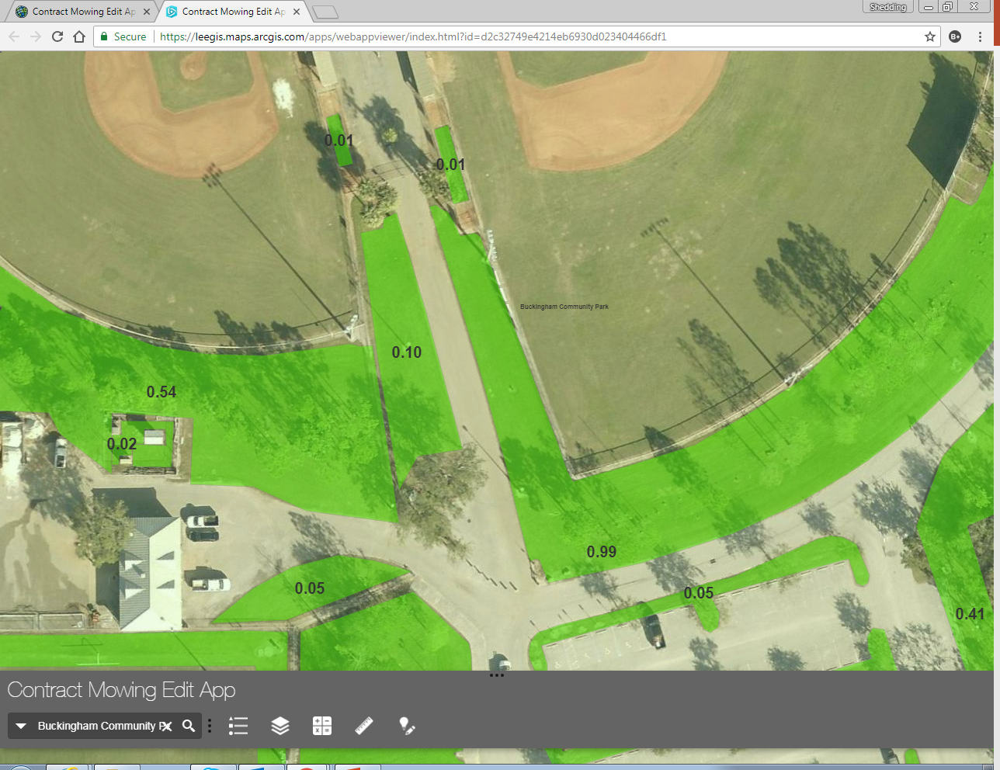 Contract Mowing Edit Ap
Contract Mowing Edit Ap
Shedding
Secure
https://leegis.maps.arcgis.com/apps/webappviewer/index.html?id=d2c32749e4214eb6930d023404466df1
B+
0.01
0.01
Buckingham Community Park
0.10
0.54
0.02
0.99
0.05
0.05
0.41
Contract Mowing Edit App
Buckingham Community